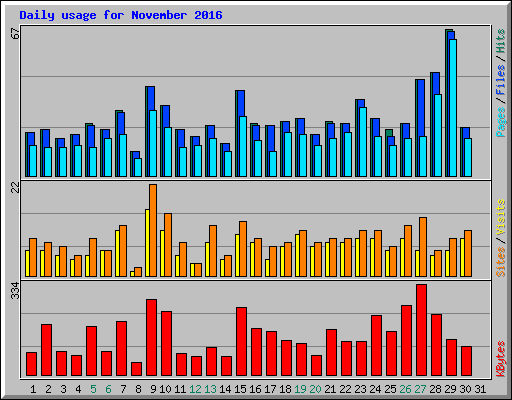 Daily usage for November 2016
67
Pages / Files / Hits
22
Sites / Visits
334
KBytes
1 2 3 4 5 6 7 8 9 10 11 12 13 14 15 16 17 18 19 20 21 22 23 24 25 26 27 28 29 30 31